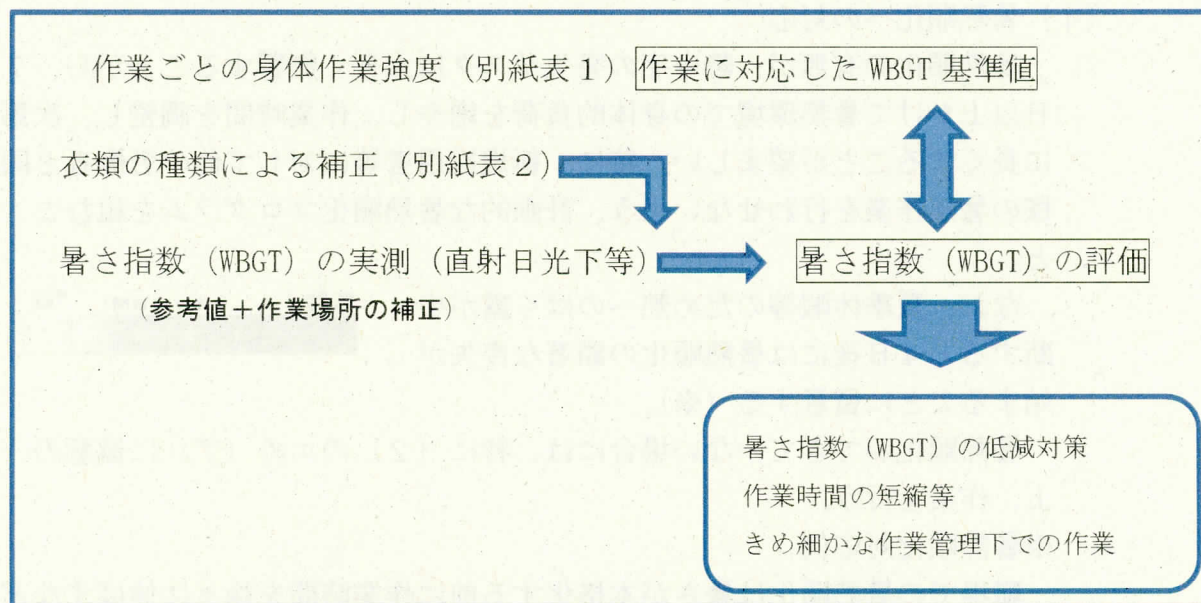 作業ごとの身体作業強度（別紙表１）作業に対応した WBGT 基準値
衣類の種類による補正（別紙表２）
暑さ指数（WBGT）の実測（直射日光下等） 暑さ指数（WBGT）の評価
（参考値＋作業場所の補正）
暑さ指数（WBGT）の低減対策
作業時間の短縮等
きめ細かな作業管理下での作業